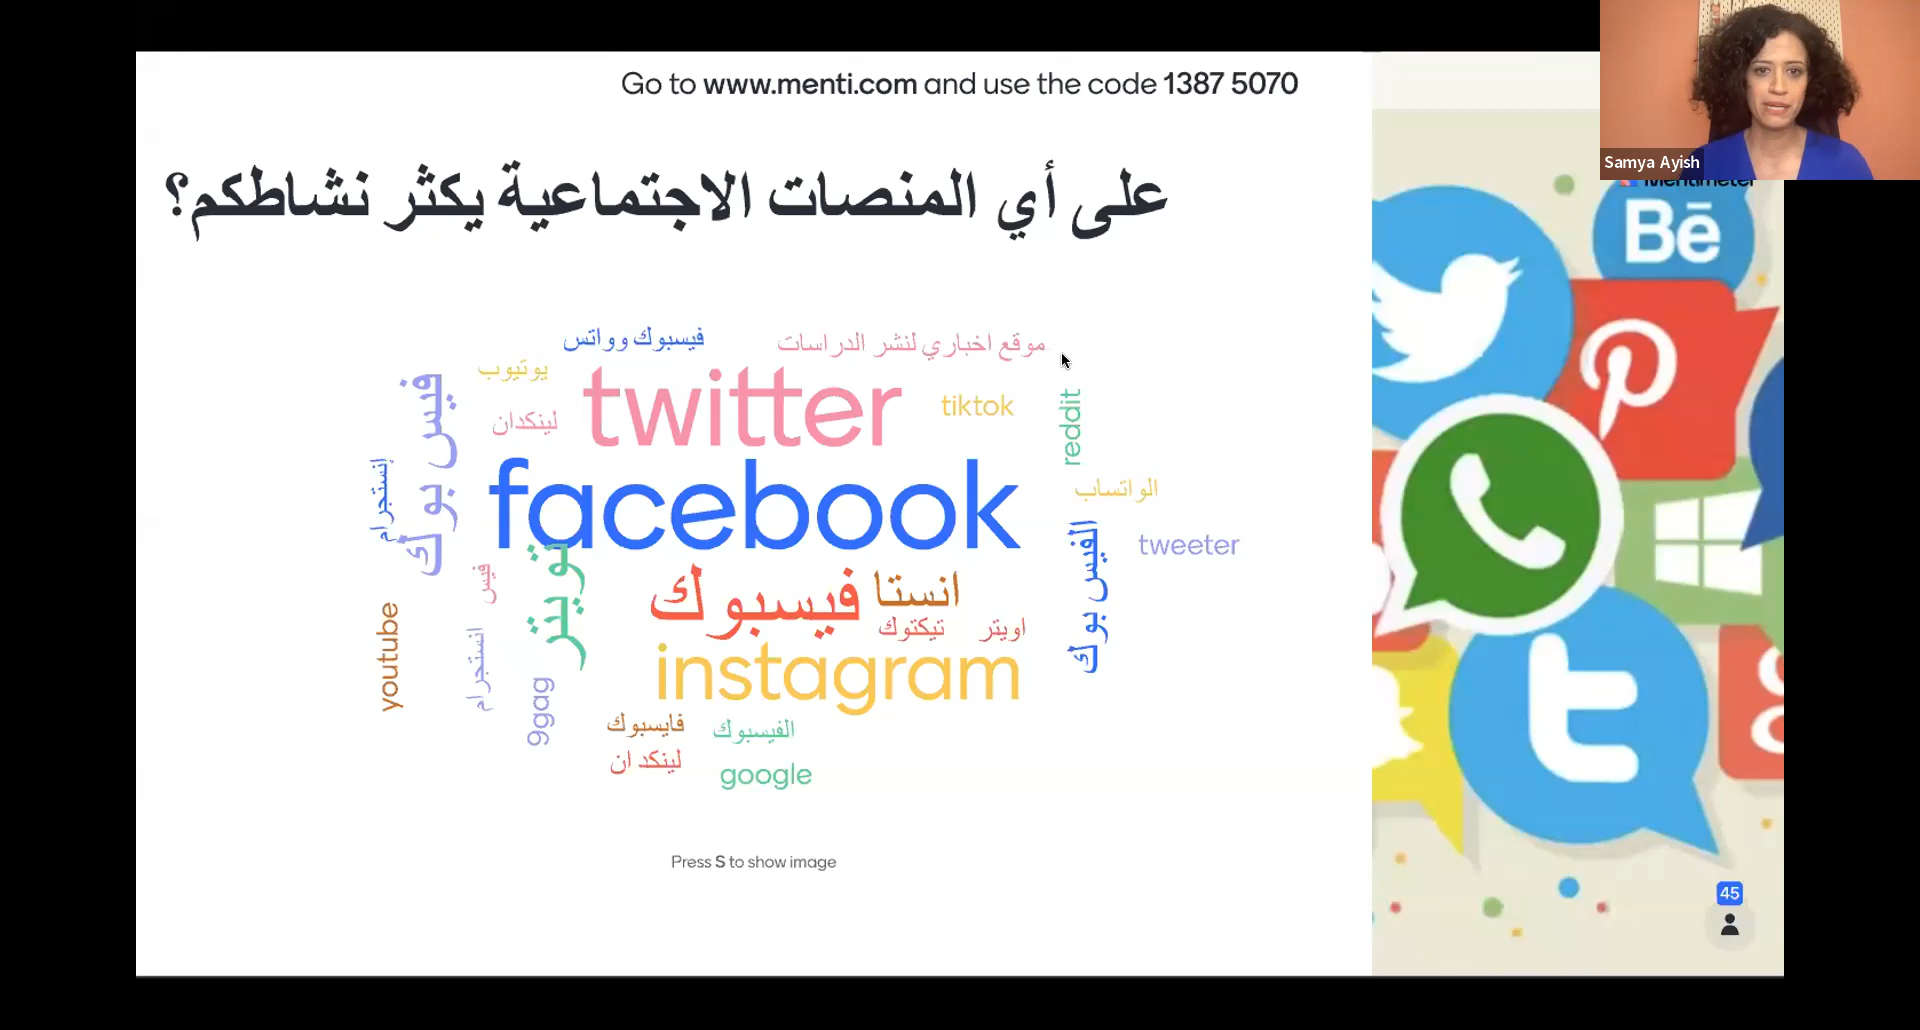 Go to www.menti.com and use the code 1387 5070
Samya Ayish
على أي المنصات الاجتماعية يكثر نشاطكم؟
Mentimeter
Bē
فيسبوك وواتس
موقع اخباري لنشر الدراسات
يوتيوب
twitter
tiktok
reddit
فيس بوك
لينكدان
إنستجرام
facebook
الواتساب
tweeter
الفيس بوك
فيس
تويتر
فيسبوك
انستا
تيكتوك
اويتر
youtube
انستجرام
instagram
9gag
فايسبوك
الفيسبوك
لينكد ان
google
Press S to show image
45